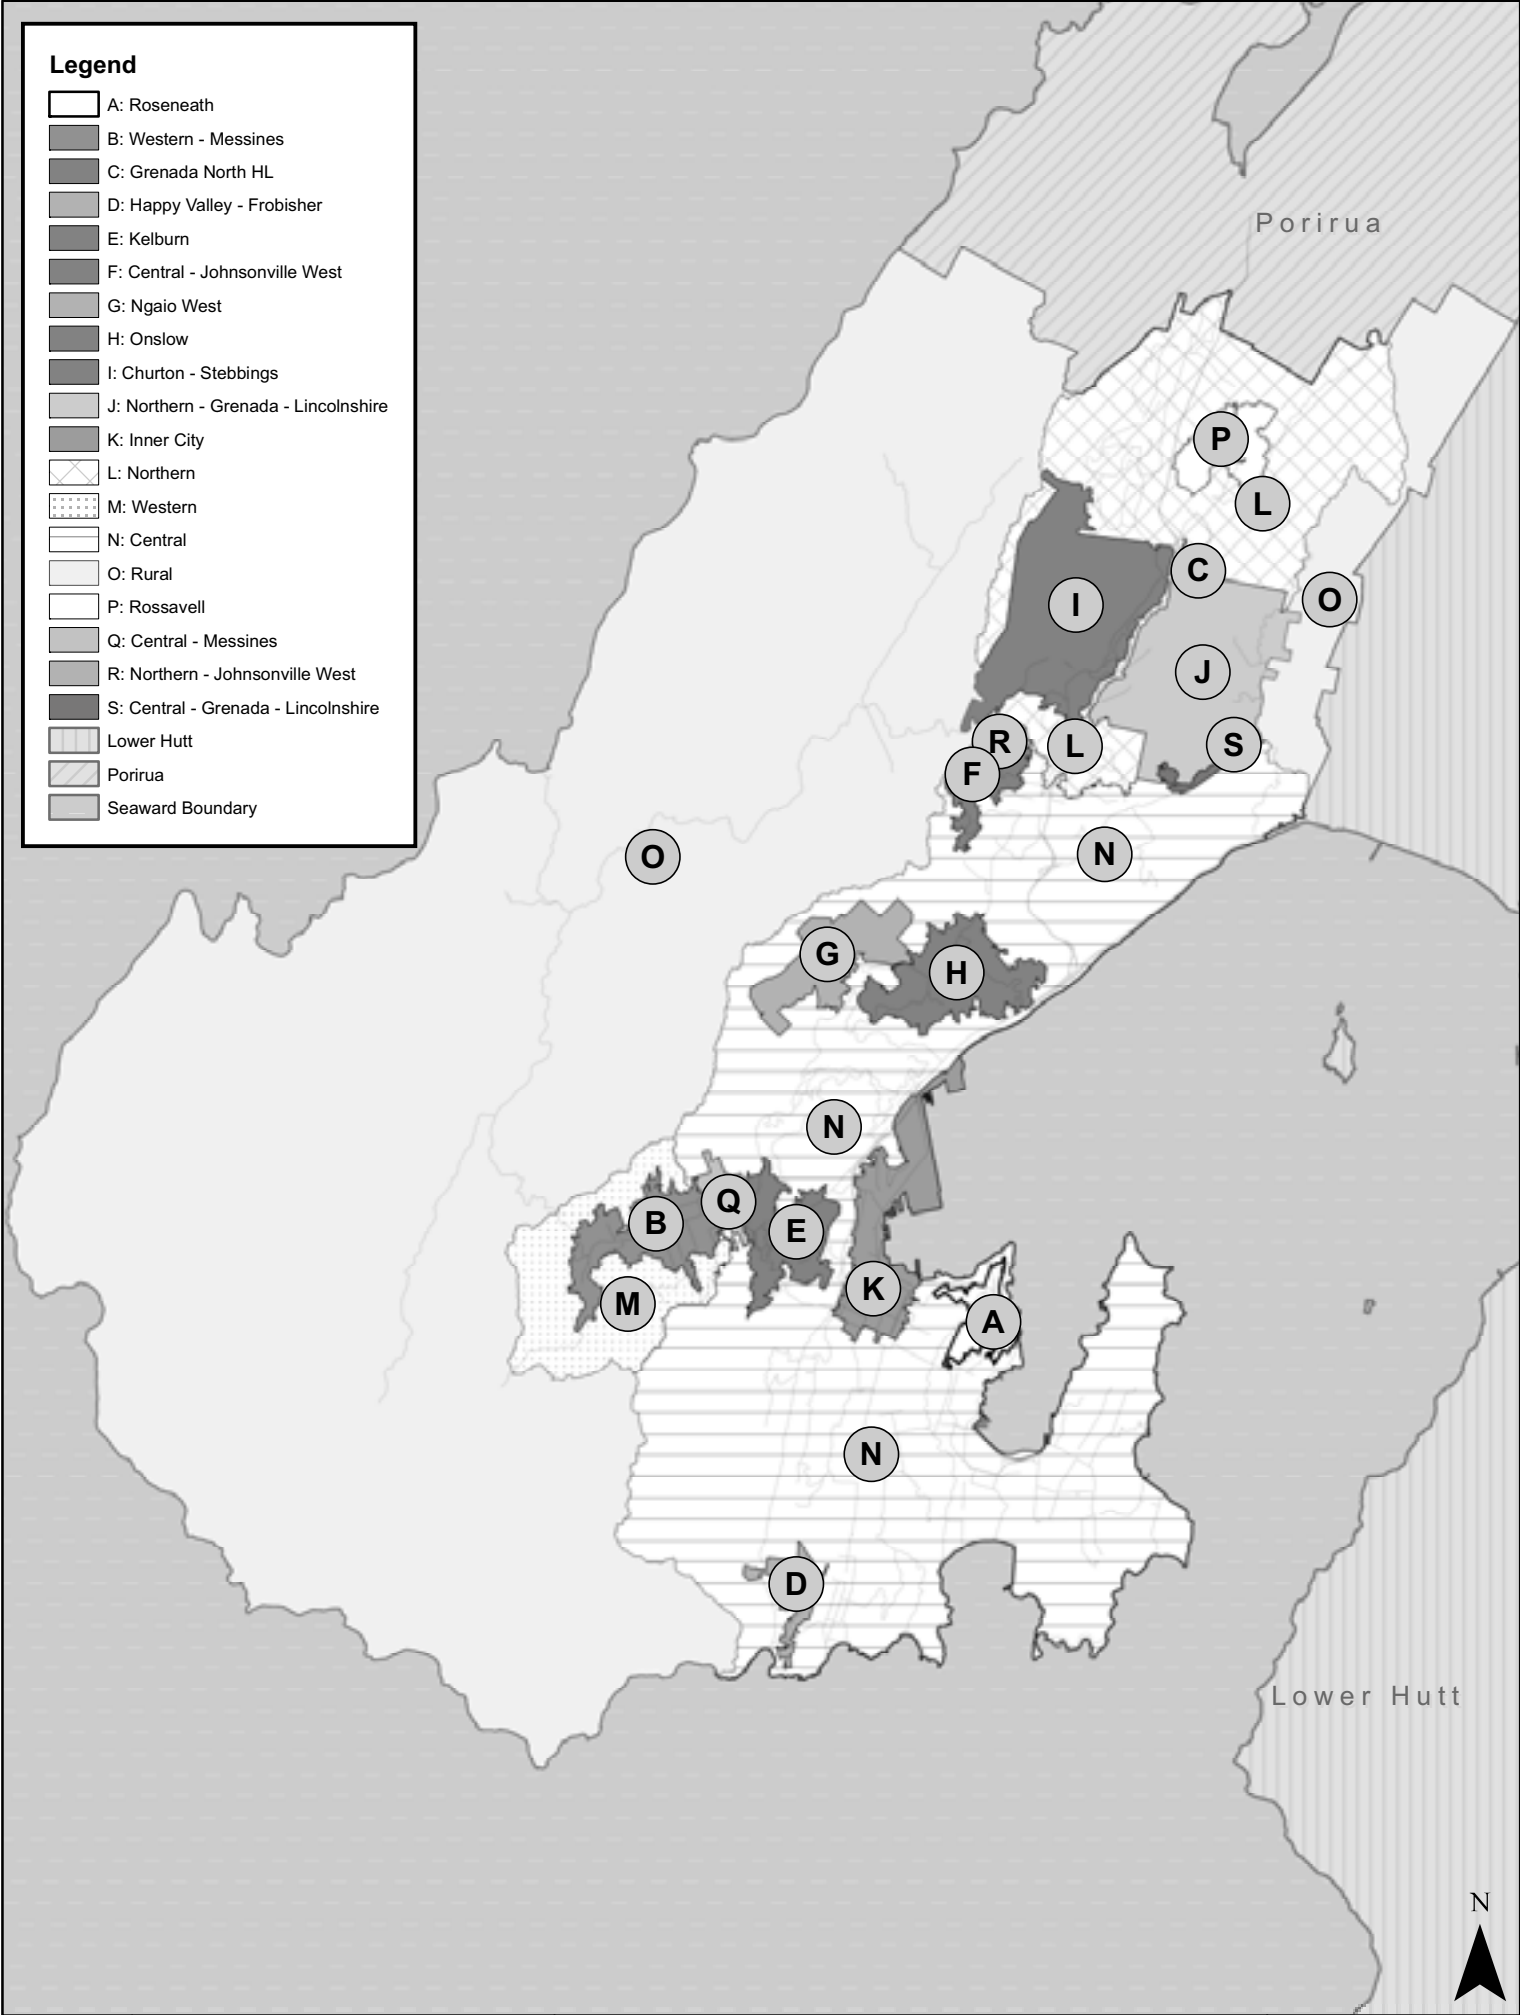 Legend
A: Roseneath
B: Western - Messines
C: Grenada North HL
D: Happy Valley - Frobisher
E: Kelburn
F: Central - Johnsonville West
G: Ngaio West
H: Onslow
I: Churton - Stebbings
J: Northern - Grenada - Lincolnshire
K: Inner City
L: Northern
M: Western
N: Central
O: Rural
P: Rossavell
Q: Central - Messines
R: Northern - Johnsonville West
S: Central - Grenada - Lincolnshire
Lower Hutt
Porirua
Seaward Boundary
Porirua
P
L
C
I
O
J
R
L
S
F
O
N
G
H
N
Q
B
E
K
M
A
N
D
Lower Hutt
N